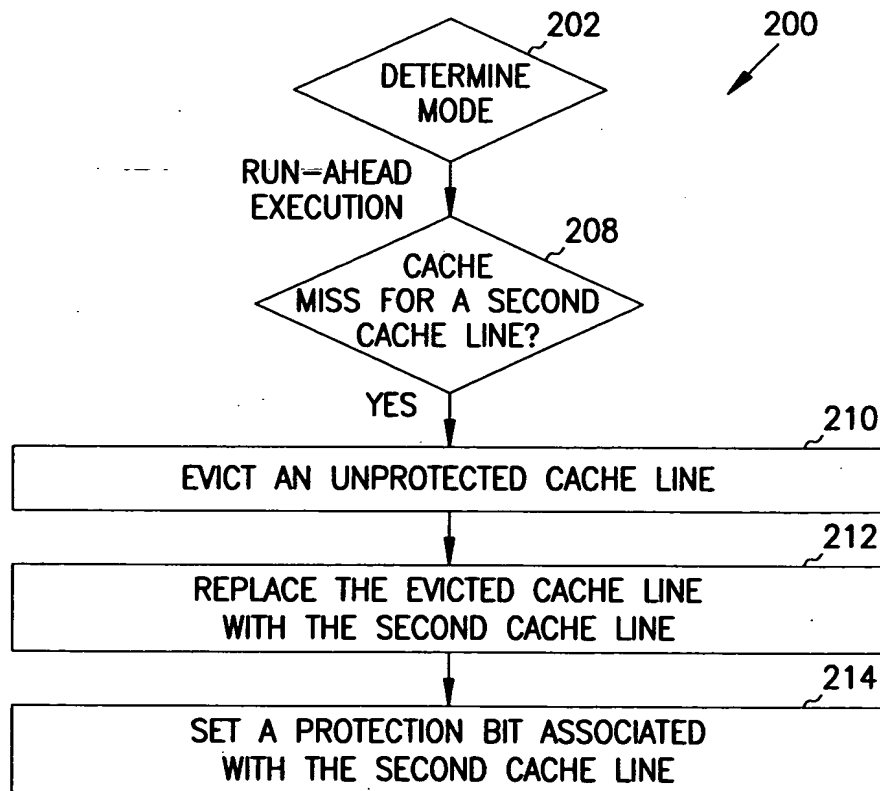 202
200
DETERMINE
MODE
RUN-AHEAD
EXECUTION
208
CACHE
MISS FOR A SECOND
CACHE LINE?
YES
210
EVICT AN UNPROTECTED CACHE LINE
212
REPLACE THE EVICTED CACHE LINE
WITH THE SECOND CACHE LINE
214
SET A PROTECTION BIT ASSOCIATED
WITH THE SECOND CACHE LINE